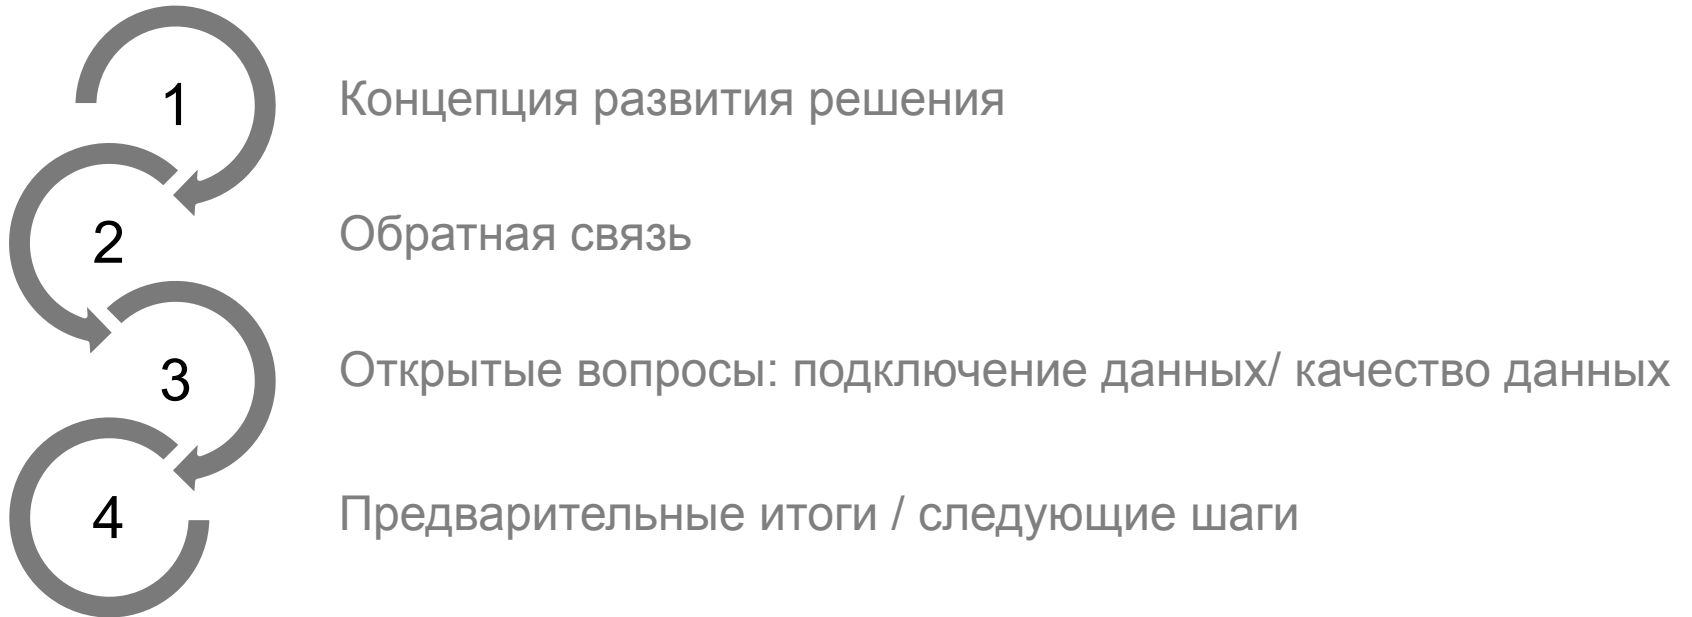 1 Концепция развития решения
2 Обратная связь
3 Открытые вопросы: подключение данных/ качество данных
4 Предварительные итоги / следующие шаги